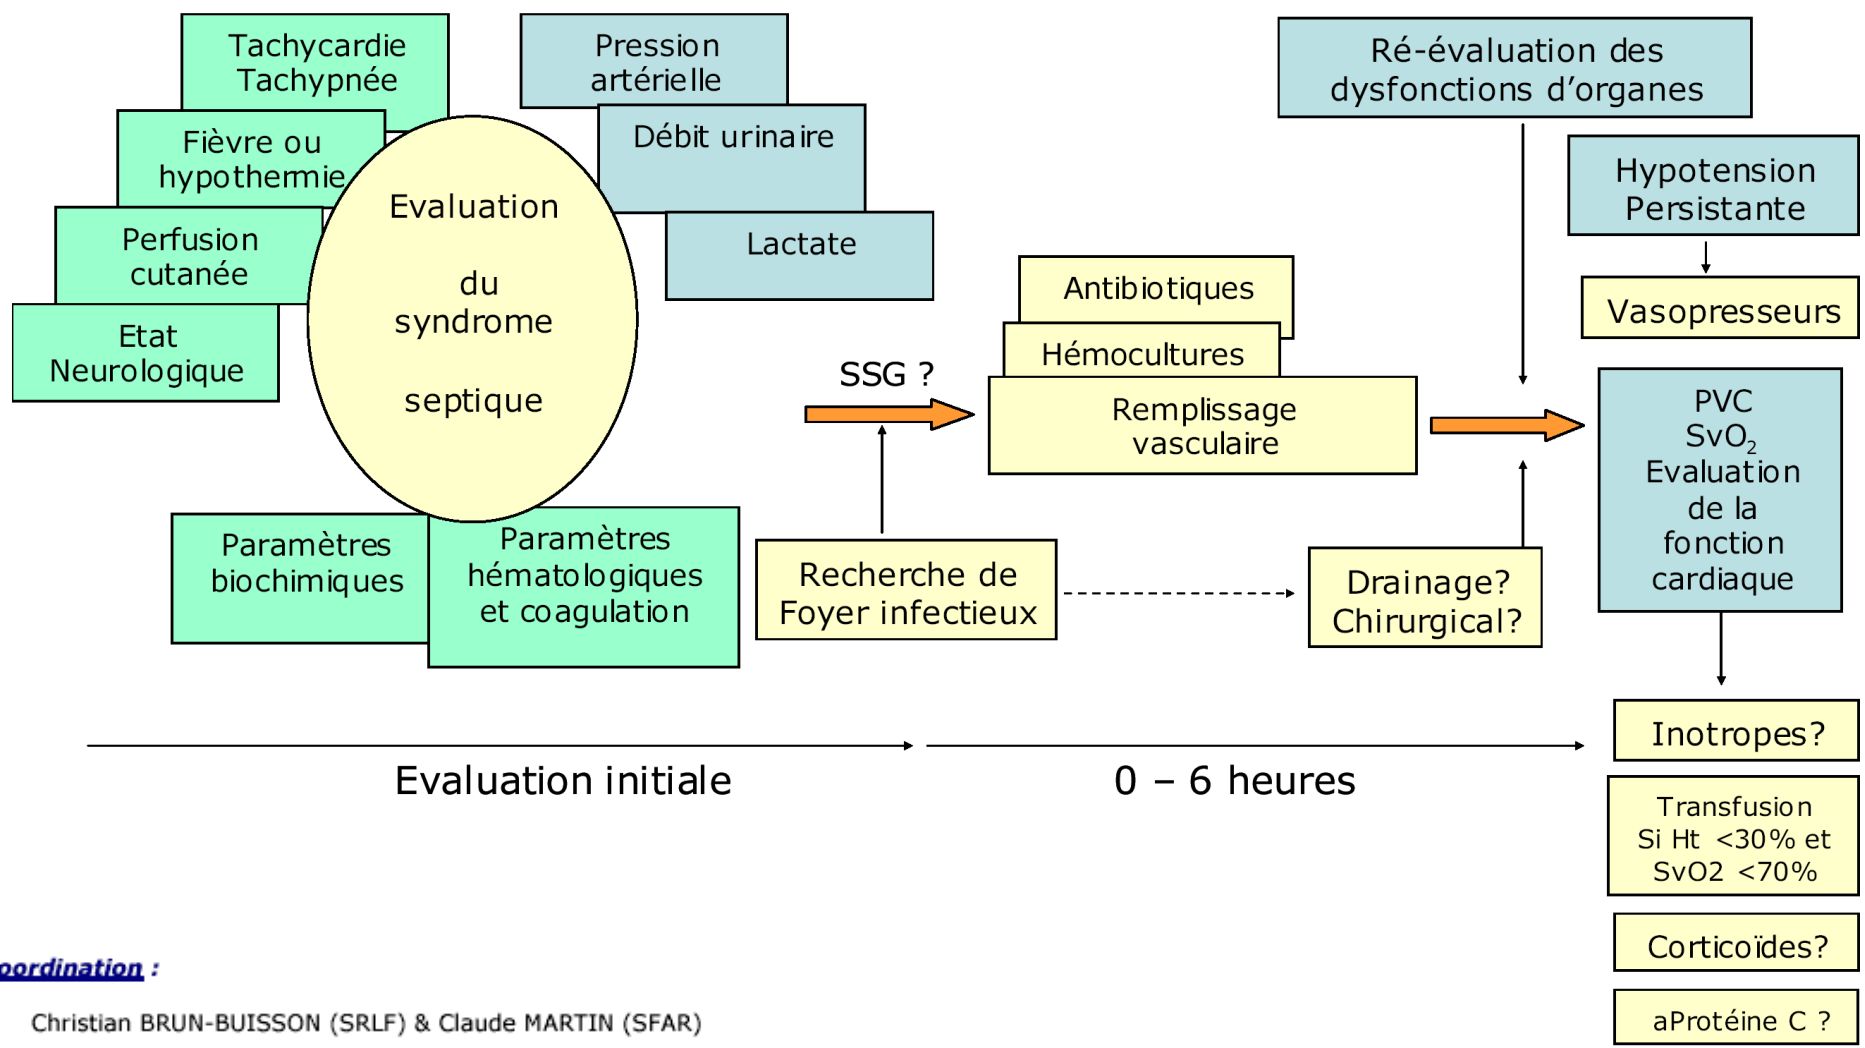 Tachycardie
Tachypnée
Fièvre ou
hypothermie
Perfusion
cutanée
Etat
Neurologique
Evaluation
du
syndrome
septique
Pression
artérielle
Débit urinaire
Lactate
Paramètres
biochimiques
Paramètres
hématologiques
et coagulation
SSG ?
Recherche de
Foyer infectieux
Antibiotiques
Hémocultures
Remplissage
vasculaire
Drainage?
Chirurgical?
Ré-évaluation des
dysfonctions d’organes
Hypotension
Persistante
Vasopresseurs
PVC
SvO2
Evaluation
de la
fonction
cardiaque
Inotropes?
Transfusion
Si Ht <30% et
SvO2 <70%
Corticoïdes?
aProtéine C ?
Evaluation initiale
0 – 6 heures
oordination :
Christian BRUN-BUISSON (SRLF) & Claude MARTIN (SFAR)